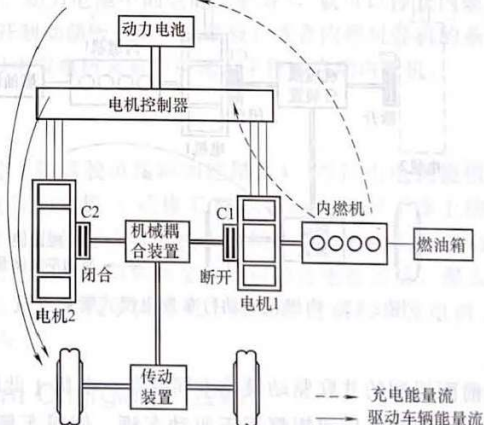 动力电池
电机控制器
C2
C1
内燃机
机械耦
合装置
燃油箱
闭合
断开
电机2
电机1
传动
装置
充电能量流
驱动车辆能量流